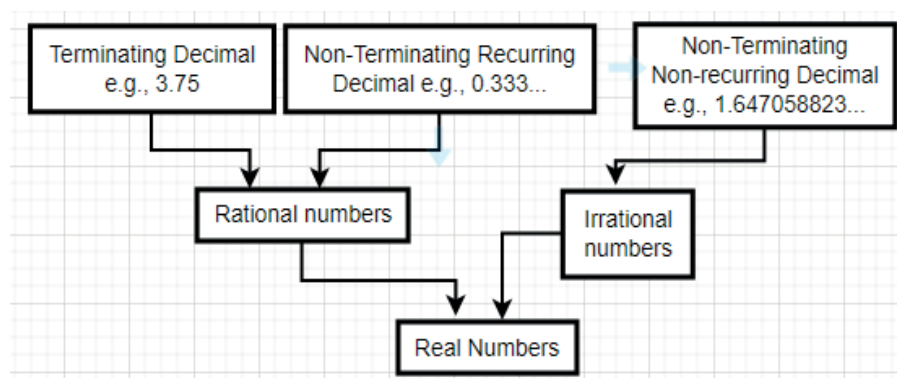 Terminating Decimal
e.g., 3.75
Non-Terminating Recurring
Decimal e.g., 0.333...
Non-Terminating
Non-recurring Decimal
e.g., 1.647058823...
Rational numbers
Irrational
numbers
Real Numbers